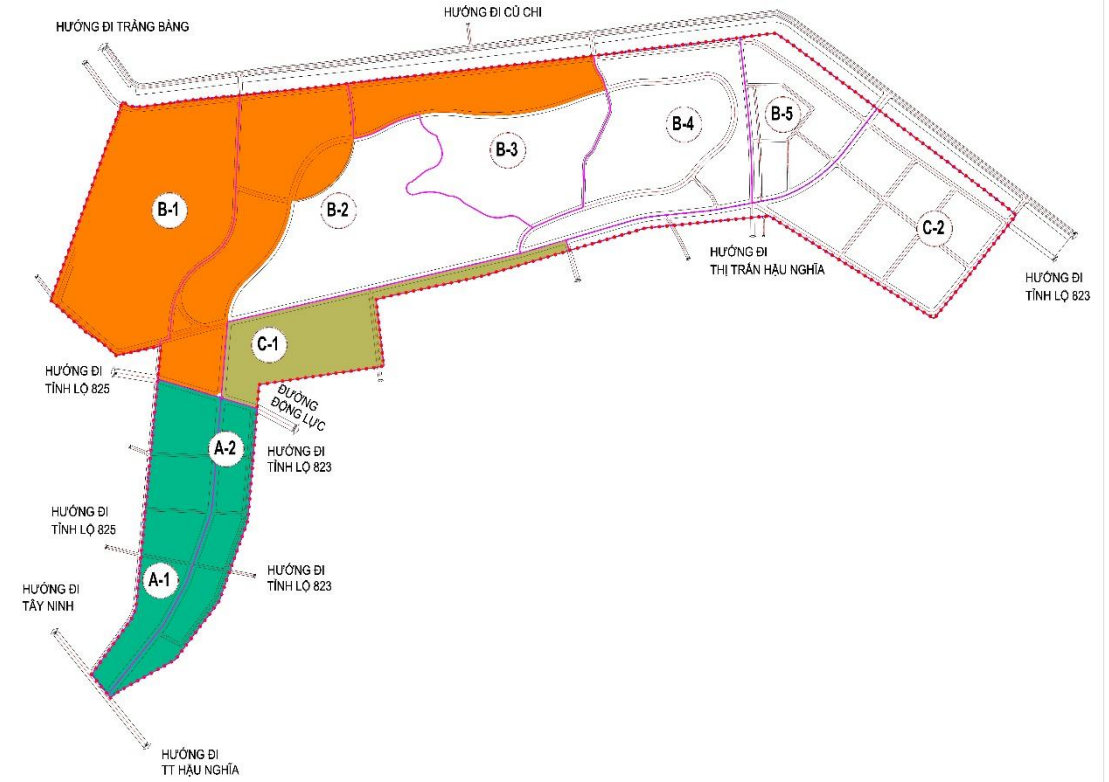 HƯỚNG ĐI CỦ CHI
HƯỚNG ĐI TRẢNG BÀNG
B-5
B-4
B-3
B-1
B-2
C-2
HƯỚNG ĐI
THỊ TRẤN HẬU NGHĨA
HƯỚNG ĐI
TỈNH LỘ 823
C-1
HƯỚNG ĐI
TỈNH LỘ 825
ĐƯỜNG
ĐỘNG LỰC
A-2
HƯỚNG ĐI
TỈNH LỘ 823
HƯỚNG ĐI
TỈNH LỘ 825
A-1
HƯỚNG ĐI
TỈNH LỘ 823
HƯỚNG ĐI
TÂY NINH
HƯỚNG ĐI
TT HẬU NGHĨA